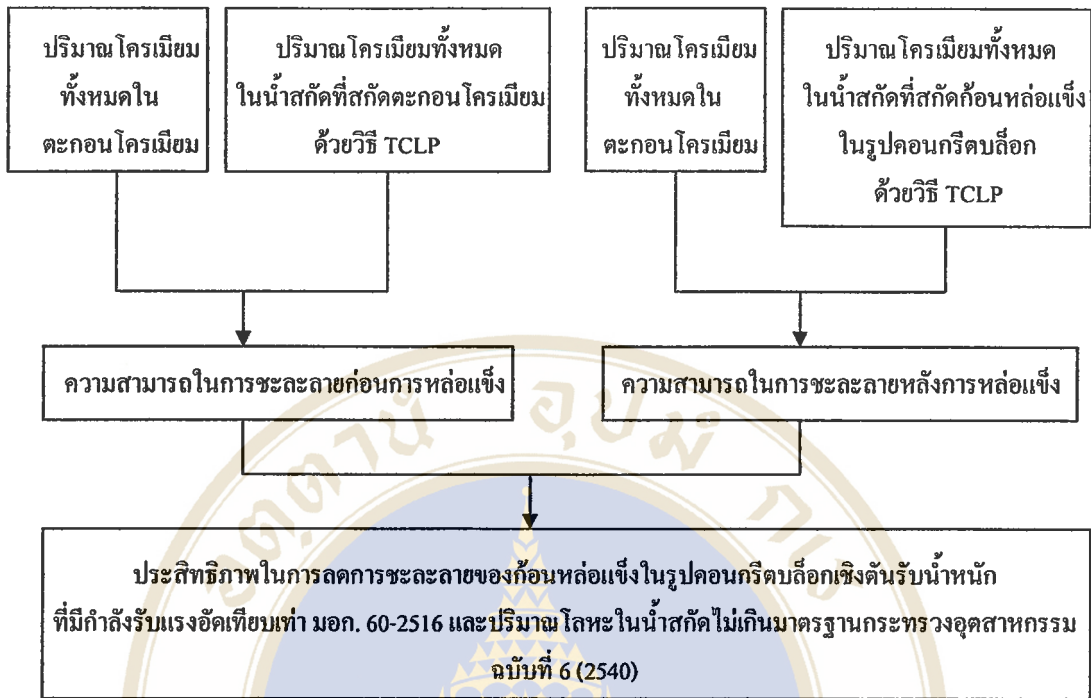 ปริมาณโครเมียม
ทั้งหมดใน
ตะกอนโครเมียม
ปริมาณโครเมียมทั้งหมด
ในน้ำสกัดที่สกัดตะกอนโครเมียม
ด้วยวิธี TCLP
ปริมาณโครเมียม
ทั้งหมดใน
ตะกอนโครเมียม
ปริมาณโครเมียมทั้งหมด
ในน้ำสกัดที่สกัดก้อนหล่อแข็ง
ในรูปคอนกรีตบล็อก
ด้วยวิธี TCLP
ความสามารถในการชะละลายก่อนการหล่อแข็ง
ความสามารถในการชะละลายหลังการหล่อแข็ง
อตฺตานํ อุปมํ กเร
ประสิทธิภาพในการลดการชะละลายของก้อนหล่อแข็งในรูปคอนกรีตบล็อกเชิงตันรับน้ำหนัก
ที่มีกำลังรับแรงอัดเทียบเท่า มอก. 60-2516 และปริมาณโลหะในน้ำสกัดไม่เกินมาตรฐานกระทรวงอุตสาหกรรม
ฉบับที่ 6 (2540)